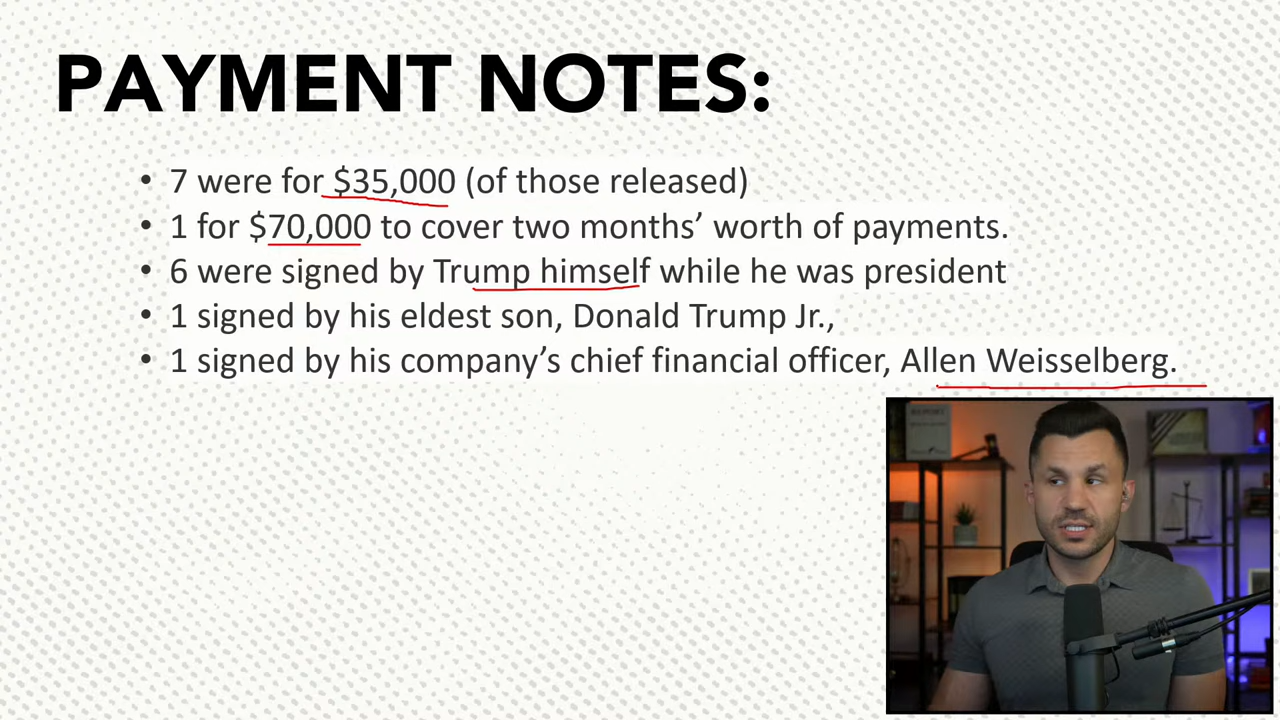 PAYMENT NOTES:
• 7 were for $35,000 (of those released)
• 1 for $70,000 to cover two months’ worth of payments.
• 6 were signed by Trump himself while he was president
• 1 signed by his eldest son, Donald Trump Jr.,
• 1 signed by his company’s chief financial officer, Allen Weisselberg.